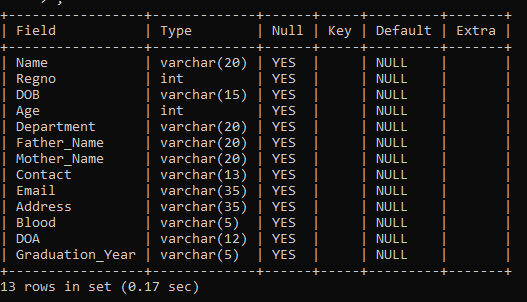 +-----------------+-------------+------+-----+---------+-------+
| Field           | Type        | Null | Key | Default | Extra |
+-----------------+-------------+------+-----+---------+-------+
| Name            | varchar(20) | YES  |     | NULL    |       |
| Regno           | int         | YES  |     | NULL    |       |
| DOB             | varchar(15) | YES  |     | NULL    |       |
| Age             | int         | YES  |     | NULL    |       |
| Department      | varchar(20) | YES  |     | NULL    |       |
| Father_Name     | varchar(20) | YES  |     | NULL    |       |
| Mother_Name     | varchar(20) | YES  |     | NULL    |       |
| Contact         | varchar(13) | YES  |     | NULL    |       |
| Email           | varchar(35) | YES  |     | NULL    |       |
| Address         | varchar(35) | YES  |     | NULL    |       |
| Blood           | varchar(5)  | YES  |     | NULL    |       |
| DOA             | varchar(12) | YES  |     | NULL    |       |
| Graduation_Year | varchar(5)  | YES  |     | NULL    |       |
+-----------------+-------------+------+-----+---------+-------+
13 rows in set (0.17 sec)